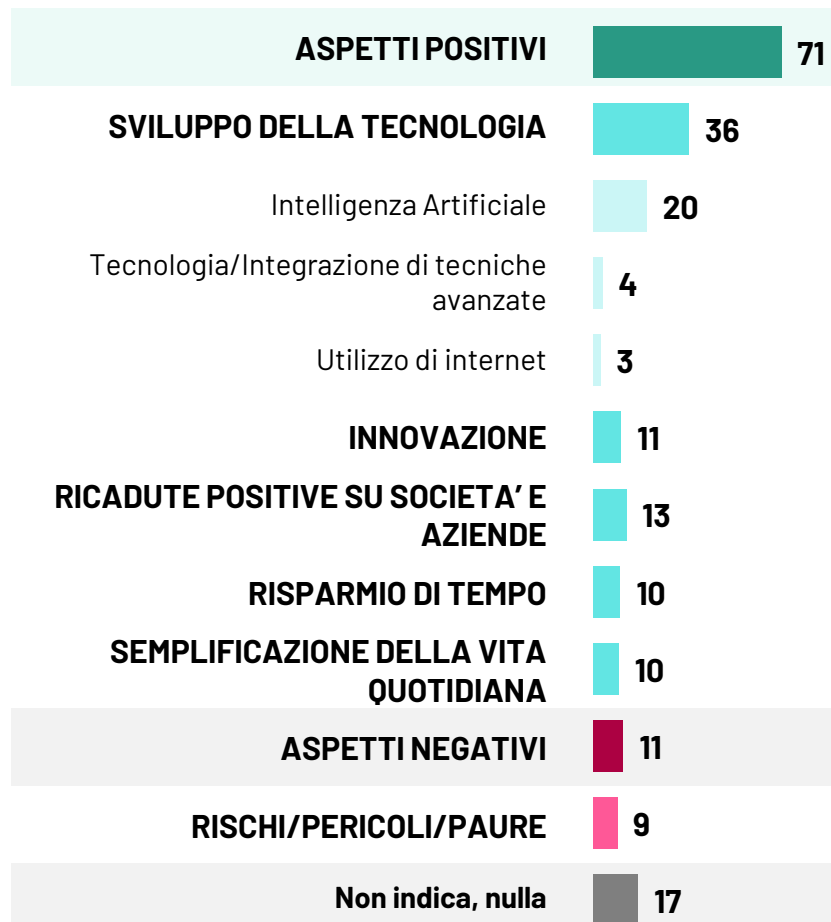 ASPETTI POSITIVI 71
SVILUPPO DELLA TECNOLOGIA 36
Intelligenza Artificiale 20
Tecnologia/Integrazione di tecniche
avanzate 4
Utilizzo di internet 3
INNOVAZIONE 11
RICADUTE POSITIVE SU SOCIETA’ E
AZIENDE 13
RISPARMIO DI TEMPO 10
SEMPLIFICAZIONE DELLA VITA
QUOTIDIANA 10
ASPETTI NEGATIVI 11
RISCHI/PERICOLI/PAURE 9
Non indica, nulla 17